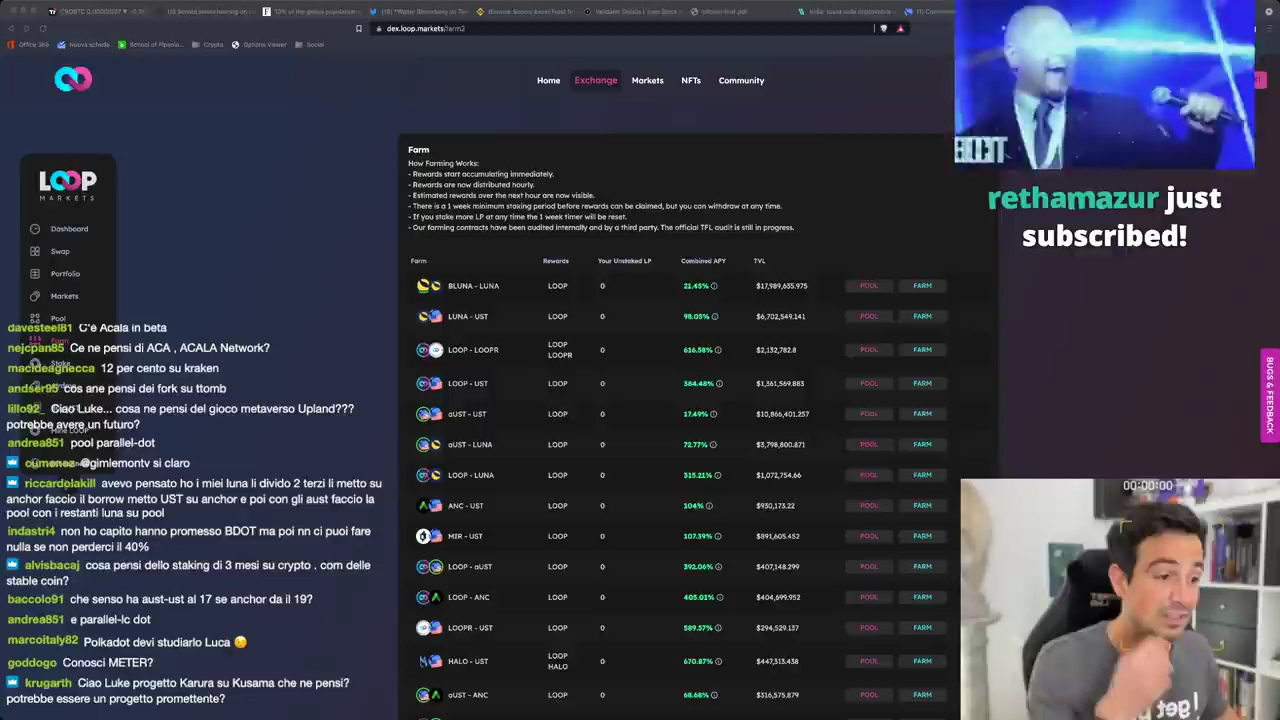 10% of the global population
School of Pipsolo...
Office 365
Nuova scheda
Crypto
Options Viewer
Social
dex.loop.markets/farm2
Home
Exchange
Markets
NFTs
Community
LOOP
MARKETS
Dashboard
Swap
Portfolio
Markets
Pool
Farm
How Farming Works:
- Rewards start accumulating immediately.
- Rewards are now distributed hourly.
- Estimated rewards over the next hour are now visible.
- There is a 1 week minimum staking period before rewards can be claimed, but you can withdraw at any time.
- If you stake more LP at any time the 1 week timer will be reset.
- Our farming contracts have been audited internally and by a third party. The official TFL audit is still in progress.
Farm Rewards Your Unstaked LP Combined APY TVL
BLUNA - LUNA LOOP 0 21.45% $17,989,635.975 POOL FARM
LUNA - UST LOOP 0 98.05% $6,702,549.141 POOL FARM
LOOP - LOOPR LOOP LOOPR 0 616.58% $2,132,782.8 POOL FARM
LOOP - UST LOOP 0 384.48% $1,361,569.883 POOL FARM
aUST - UST LOOP 0 17.49% $10,866,401.257 POOL FARM
aUST - LUNA LOOP 0 72.77% $3,798,800.871 POOL FARM
LOOP - LUNA LOOP 0 315.21% $1,072,754.66 POOL FARM
ANC - UST LOOP 0 104% $930,173.22 POOL FARM
MIR - UST LOOP 0 107.39% $891,605.452 POOL FARM
LOOP - aUST LOOP 0 392.06% $407,148.299 POOL FARM
LOOP - ANC LOOP 0 405.01% $404,699.952 POOL FARM
LOOPR - UST LOOP 0 589.57% $294,529.137 POOL FARM
HALO - UST LOOP HALO 0 670.87% $447,313.438 POOL FARM
aUST - ANC LOOP 0 68.68% $316,575.879 POOL FARM
davesteel81 C'è Acala in beta
nejcpan85 Ce ne pensi di ACA , ACALA Network?
macideagnecca 12 per cento su kraken
andser95 cos ane pensi dei fork su ttomb
lillo92_ Ciao Luke... cosa ne pensi del gioco metaverso Upland???
potrebbe avere un futuro?
andrea851 pool parallel-dot
@gimlemontv si claro
riccardolakill avevo pensato ho i miei luna li divido 2 terzi li metto su
anchor faccio il borrow metto UST su anchor e poi con gli aust faccio la
pool con i restanti luna su pool
indastri4 non ho capito hanno promesso BDOT ma poi nn ci puoi fare
nulla se non perderci il 40%
alvisbacaj cosa pensi dello staking di 3 mesi su crypto . com delle
stable coin?
baccolo91 che senso ha aust-ust al 17 se anchor da il 19?
andrea851 e parallel-lc dot
marcoitaly82 Polkadot devi studiarlo Luca
goddogo Conosci METER?
krugarth Ciao Luke progetto Karura su Kusama che ne pensi?
potrebbe essere un progetto promettente?
rethamazur just
subscribed!
BUGS & FEEDBACK
00:00:00